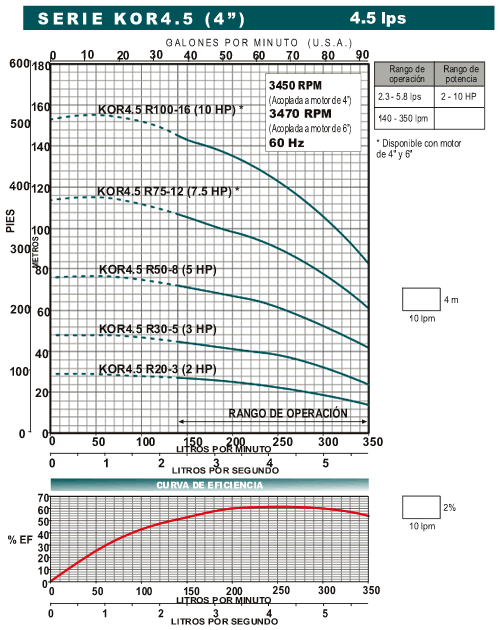 SERIE KOR4.5 (4”) 4.5 lps
GALONES POR MINUTO (U.S.A.)
0 10 20 30 40 50 60 70 80 90
600 500 400 300 200 100 0
PIES
180 160 140 120 100 80 60 40 20 0
METROS
3450 RPM
(Acoplada a motor de 4")
3470 RPM
(Acoplada a motor de 6")
60 Hz
KOR4.5 R100-16 (10 HP) *
KOR4.5 R75-12 (7.5 HP) *
KOR4.5 R50-8 (5 HP)
KOR4.5 R30-5 (3 HP)
KOR4.5 R20-3 (2 HP)
RANGO DE OPERACIÓN
0 50 100 150 200 250 300 350
LITROS POR MINUTO
0 1 2 3 4 5
LITROS POR SEGUNDO
Rango de operación Rango de potencia
2.3 - 5.8 lps 2 - 10 HP
140 - 350 lpm
* Disponible con motor
de 4" y 6"
4 m
10 lpm
CURVA DE EFICIENCIA
70 60 50 40 30 20 10 0
% EF
0 50 100 150 200 250 300 350
LITROS POR MINUTO
0 1 2 3 4 5
LITROS POR SEGUNDO
2%
10 lpm